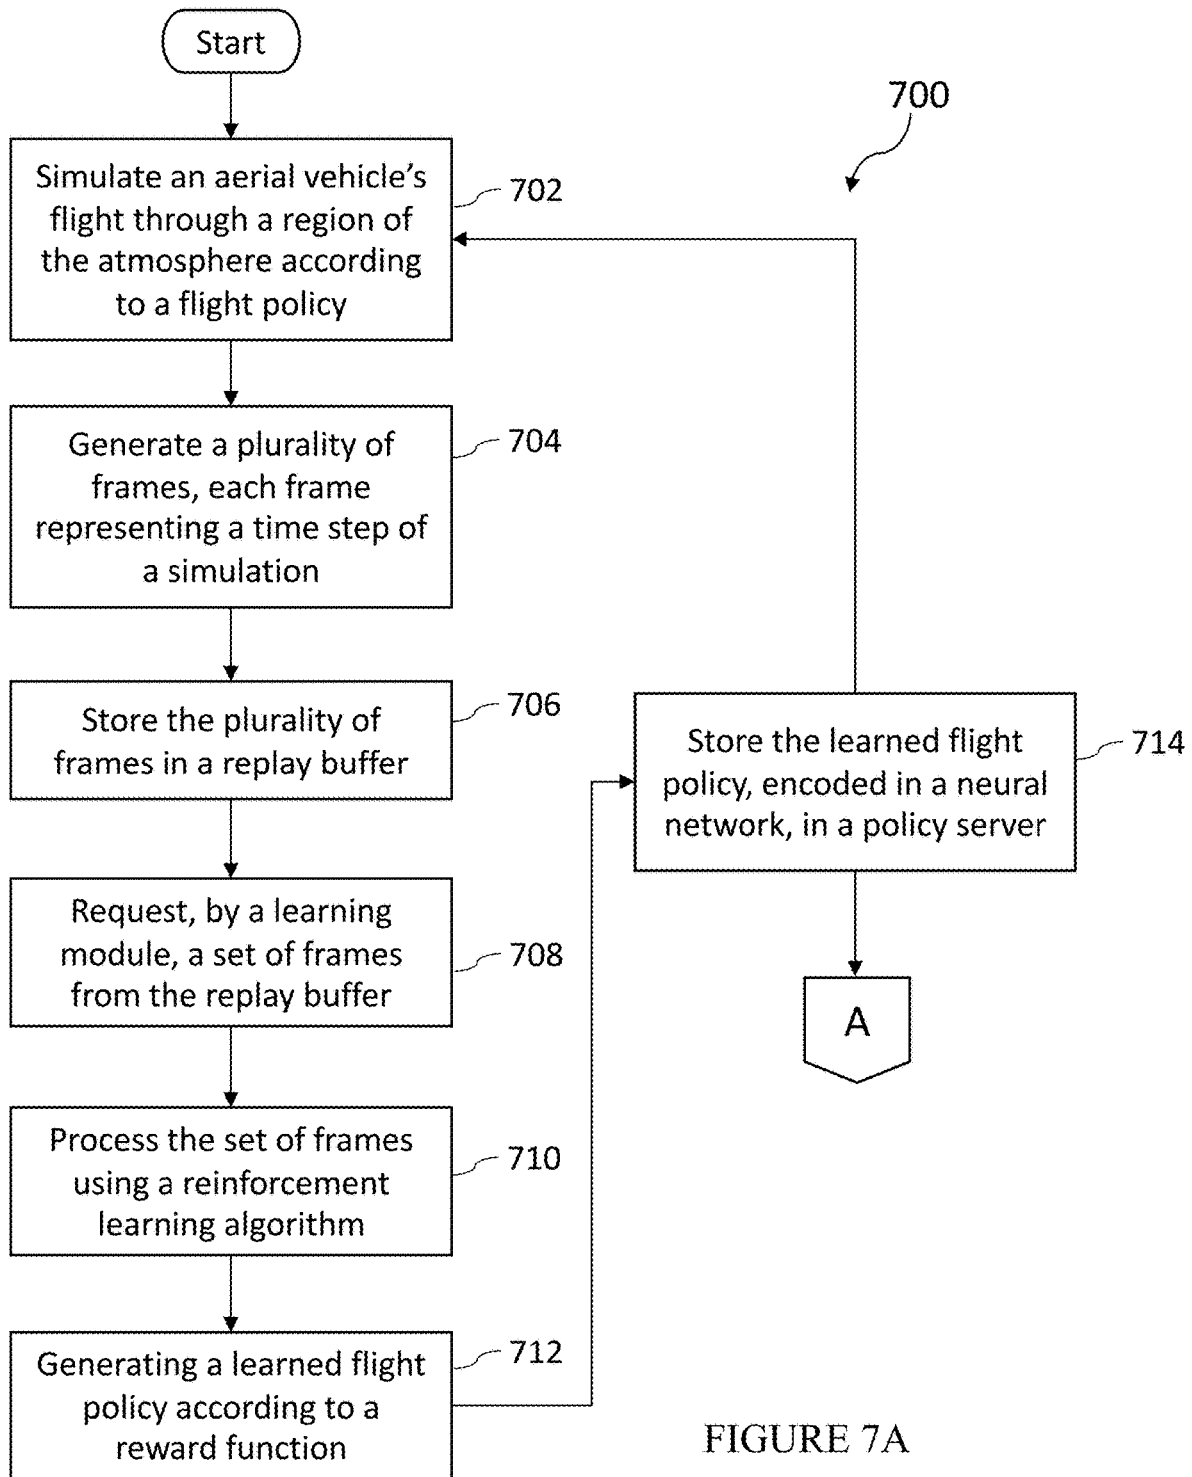 Start
700
Simulate an aerial vehicle’s
flight through a region of
the atmosphere according
to a flight policy
702
Generate a plurality of
frames, each frame
representing a time step of
a simulation
704
Store the plurality of
frames in a replay buffer
706
Request, by a learning
module, a set of frames
from the replay buffer
708
Process the set of frames
using a reinforcement
learning algorithm
710
Generating a learned flight
policy according to a
reward function
712
Store the learned flight
policy, encoded in a neural
network, in a policy server
714
A
FIGURE 7A